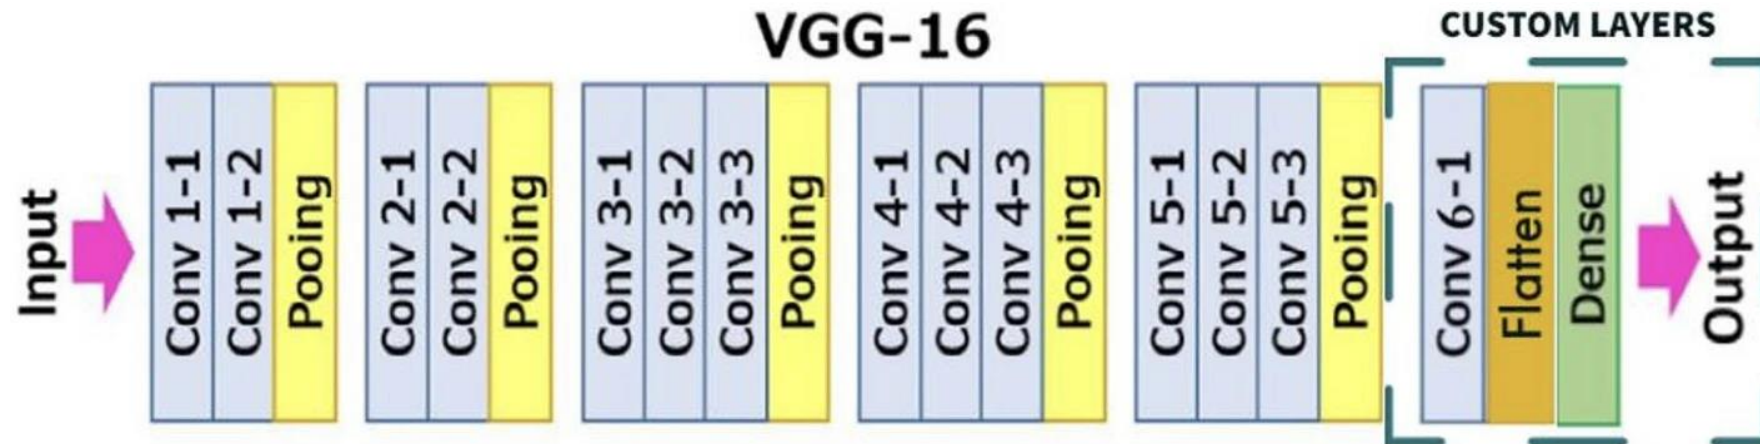 VGG-16
CUSTOM LAYERS
Input
Conv 1-1
Conv 1-2
Pooing
Conv 2-1
Conv 2-2
Pooing
Conv 3-1
Conv 3-2
Conv 3-3
Pooing
Conv 4-1
Conv 4-2
Conv 4-3
Pooing
Conv 5-1
Conv 5-2
Conv 5-3
Pooing
Conv 6-1
Flatten
Dense
Output